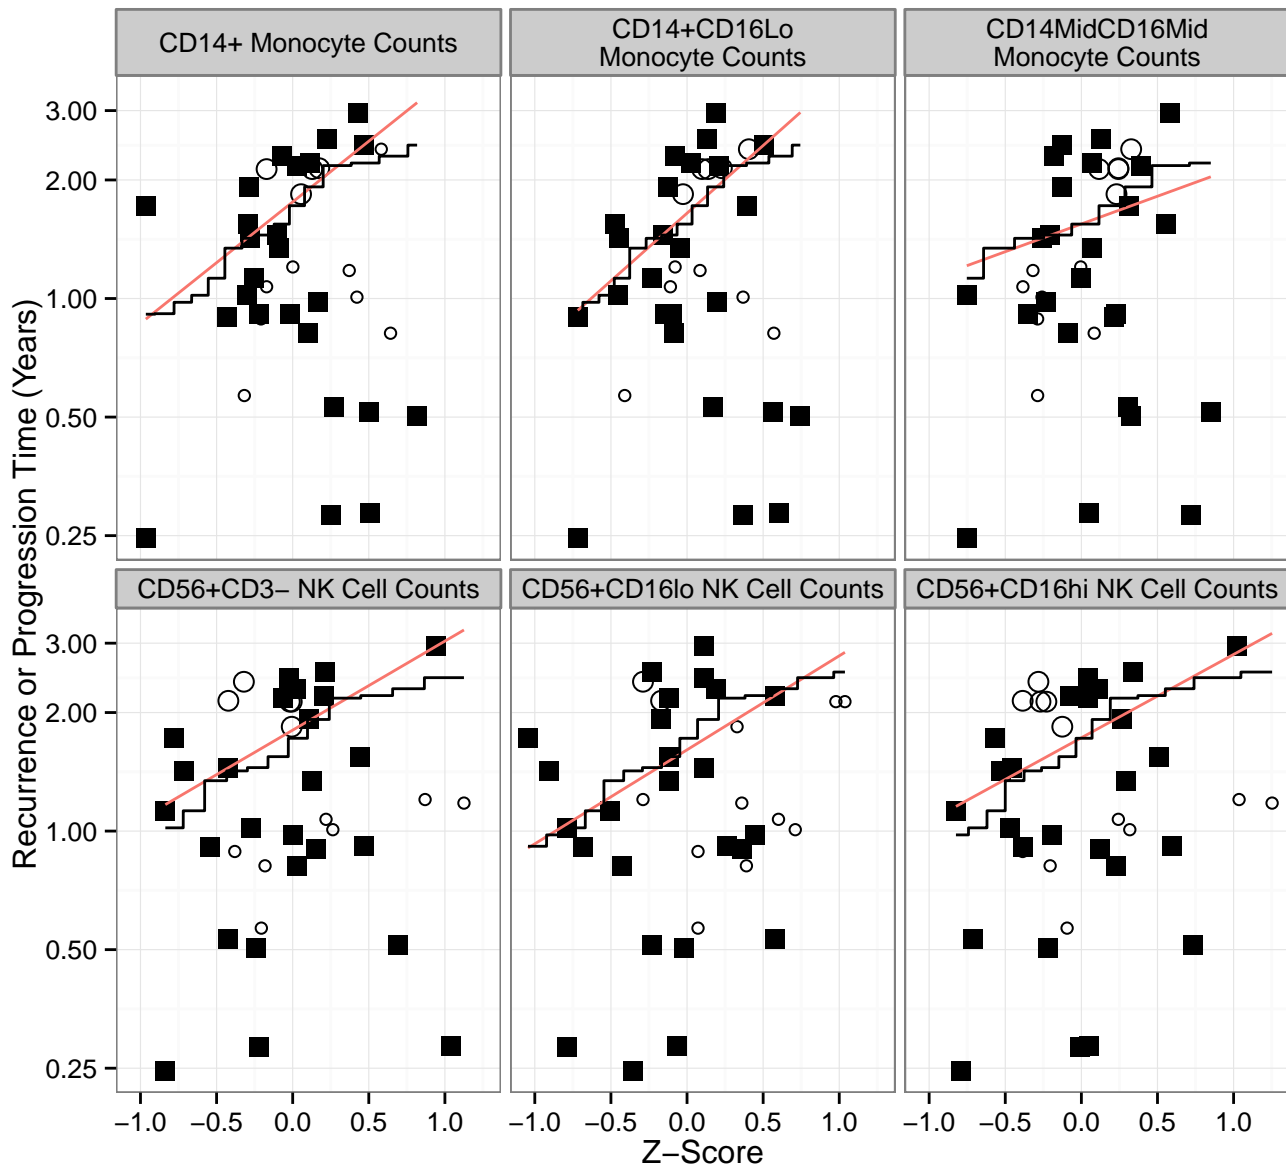 CD14+ Monocyte Counts
CD14+CD16Lo
Monocyte Counts
CD14MidCD16Mid
Monocyte Counts
3.00
2.00
1.00
0.50
0.25
CD56+CD3− NK Cell Counts
CD56+CD16lo NK Cell Counts
CD56+CD16hi NK Cell Counts
3.00
2.00
1.00
0.50
0.25
Recurrence or Progression Time (Years)
−1.0 −0.5 0.0 0.5 1.0
−1.0 −0.5 0.0 0.5 1.0
−1.0 −0.5 0.0 0.5 1.0
Z−Score